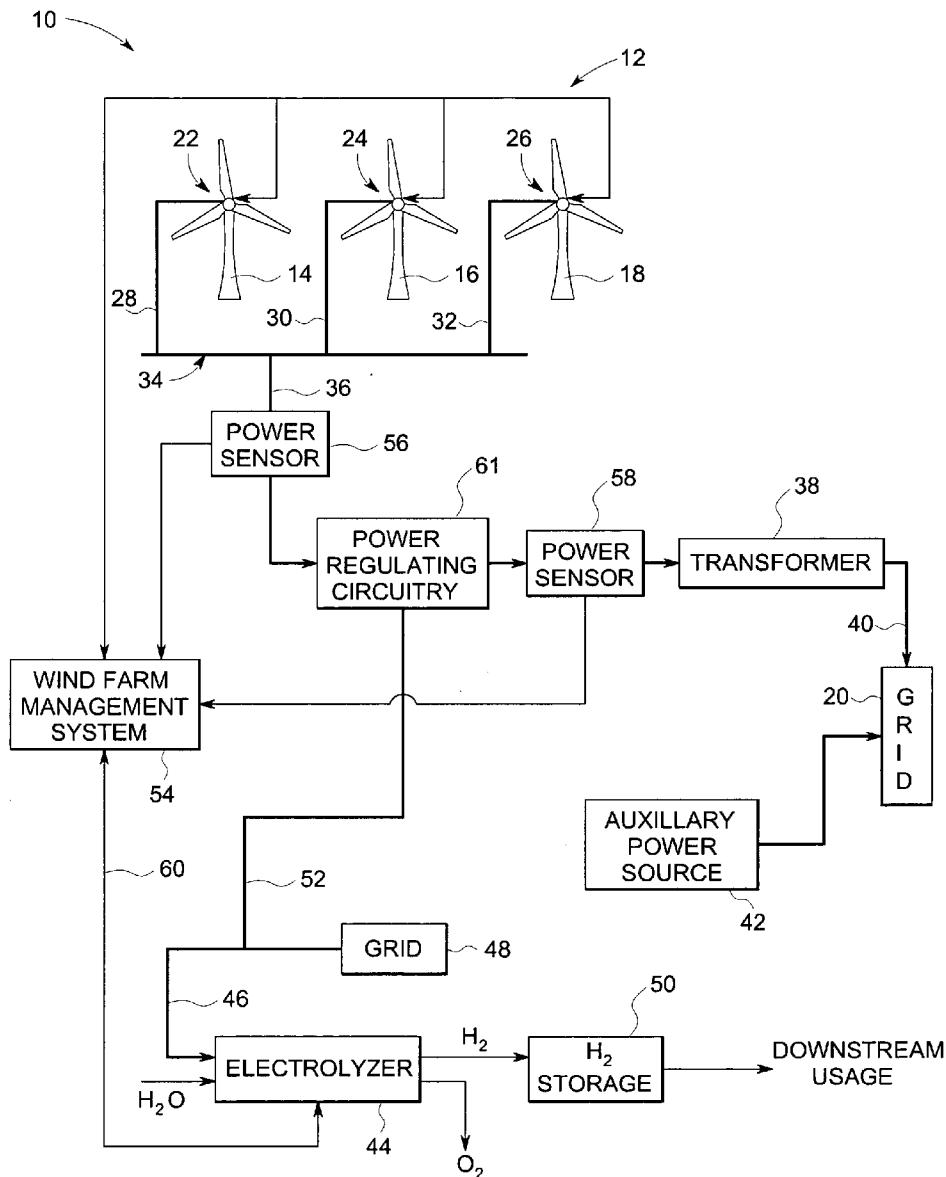 10
12
22
24
26
14
16
18
28
30
32
34
36
POWER
SENSOR
56
61
58
38
POWER
REGULATING
CIRCUITRY
POWER
SENSOR
TRANSFORMER
40
WIND FARM
MANAGEMENT
SYSTEM
54
20
G
R
I
D
AUXILLARY
POWER
SOURCE
42
60
52
GRID
48
46
50
ELECTROLYZER
44
H2O
H2
O2
H2
STORAGE
DOWNSTREAM
USAGE